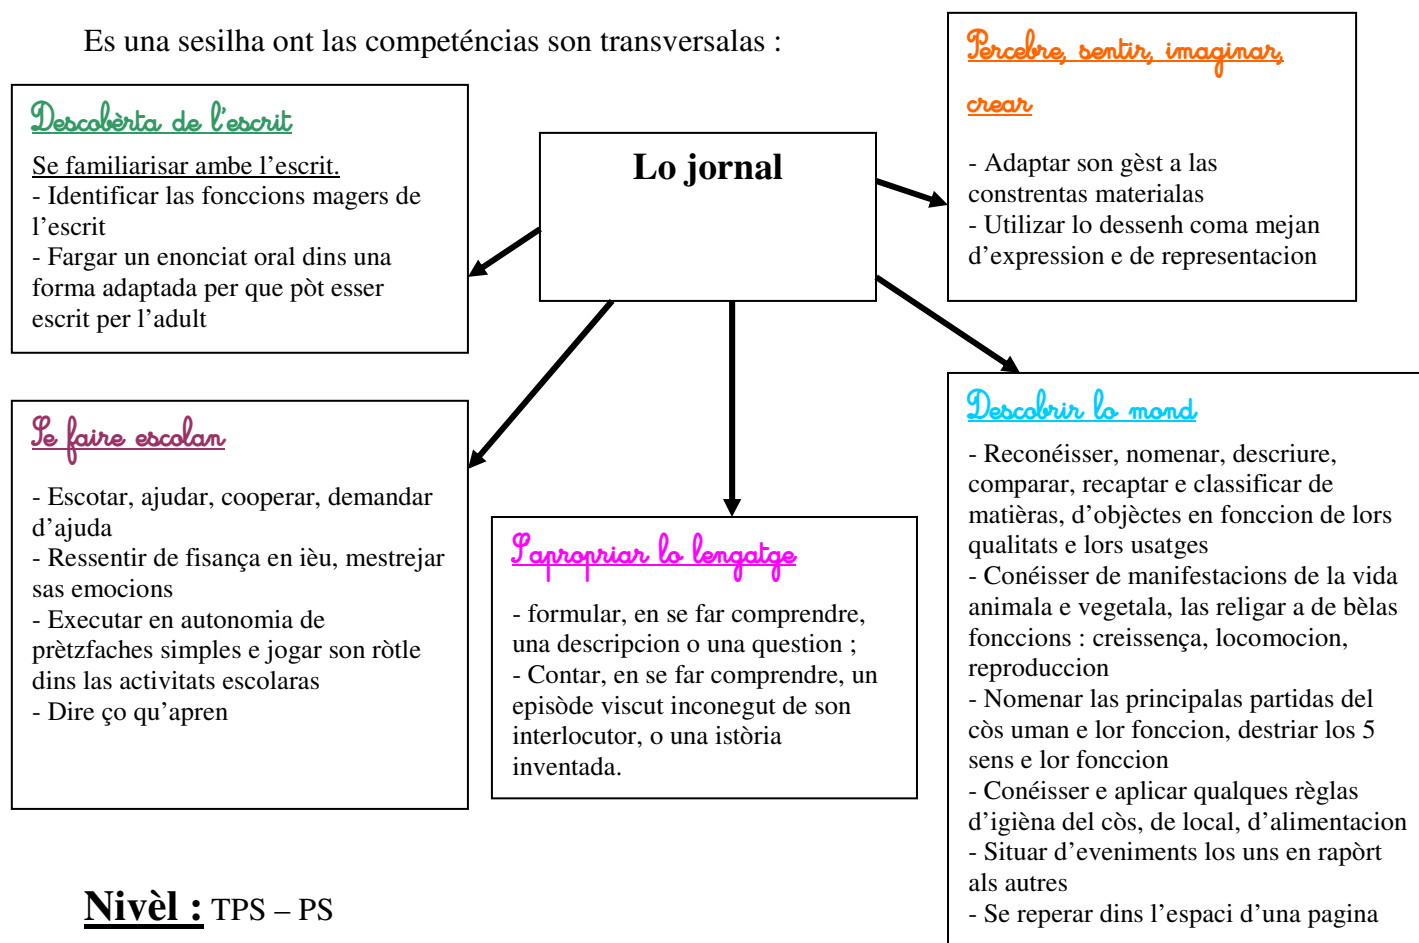 Es una sesilha ont las competéncias son transversalas :
Descobèrta de l'escrit
Se familiarisar ambe l'escrit.
- Identificar las fonccions magers de
l'escrit
- Fargar un enonciat oral dins una
forma adaptada per que pòt esser
escrit per l'adult
Lo jornal
Percebre, sentir, imaginar,
crear
- Adaptar son gèst a las
constrentas materialas
- Utilizar lo dessenh coma mejan
d'expression e de representacion
Se faire escolan
- Escotar, ajudar, cooperar, demandar
d'ajuda
- Ressentir de fisança en ièu, mestrejar
sas emocions
- Executar en autonomia de
prètzfaches simples e jogar son ròtle
dins las activitats escolaras
- Dire ço qu'apren
S'apropriar lo lengatge
- formular, en se far comprendre,
una descripcion o una question ;
- Contar, en se far comprendre, un
episòde viscut inconegut de son
interlocutor, o una istòria
inventada.
Descobrir lo mond
- Reconéisser, nomenar, descriure,
comparar, recaptar e classificar de
matièras, d'objèctes en fonccion de lors
qualitats e lors usatges
- Conéisser de manifestacions de la vida
animala e vegetala, las religar a de bèlas
fonccions : creissença, locomocion,
reproduccion
- Nomenar las principalas partidas del
còs uman e lor fonccion, destriar los 5
sens e lor fonccion
- Conéisser e aplicar qualques règlas
d'igièna del còs, de local, d'alimentacion
- Situar d'eveniments los uns en rapòrt
als autres
- Se reperar dins l'espaci d'una pagina
Nivèl : TPS – PS